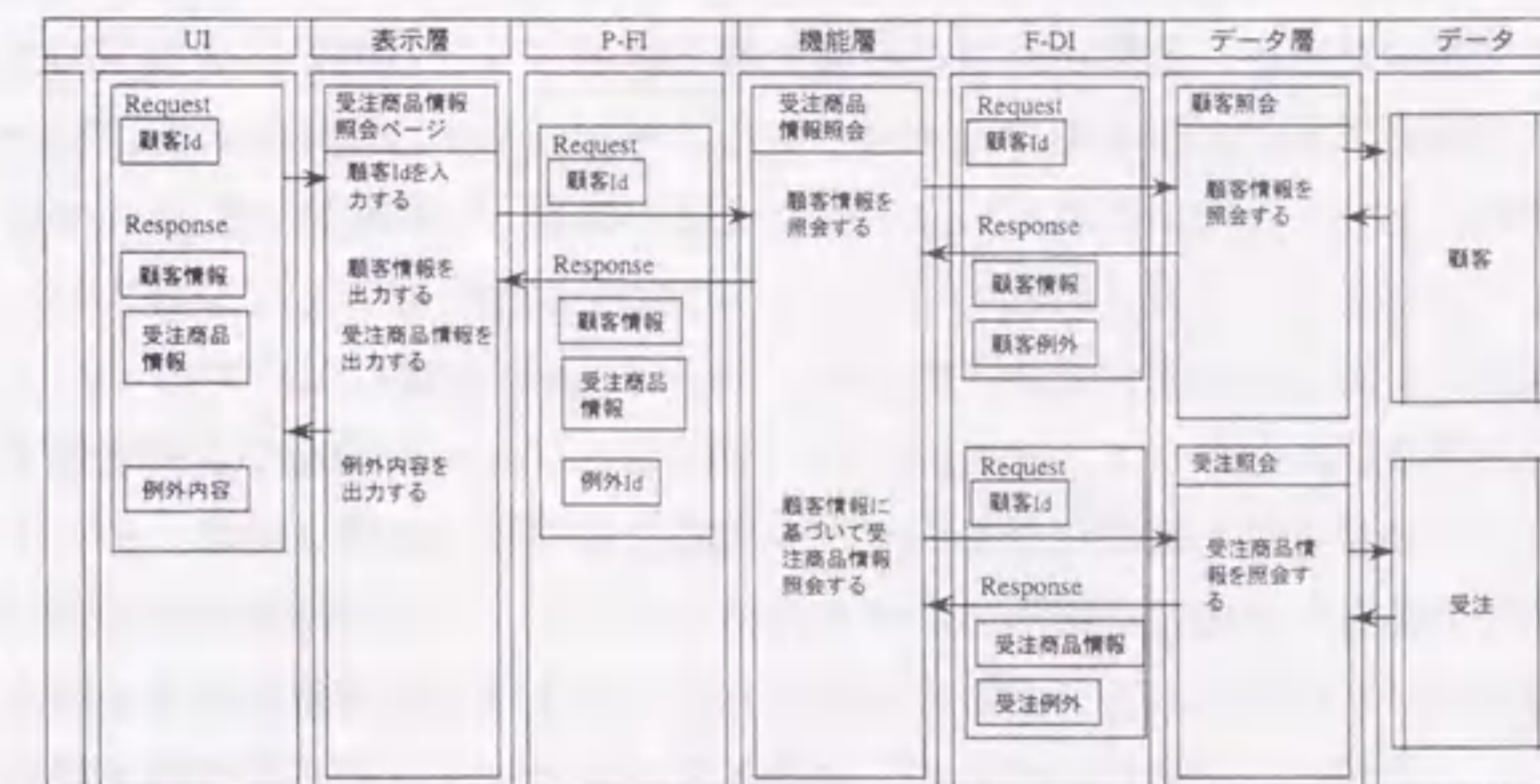 UI
表示層
P-FI
機能層
F-DI
データ層
データ
Request
顧客Id
Response
顧客情報
受注商品
情報
例外内容
受注商品情報
照会ページ
顧客Idを入
力する
顧客情報を
出力する
受注商品情報を
出力する
例外内容を
出力する
Request
顧客Id
Response
顧客情報
受注商品
情報
例外Id
受注商品
情報照会
顧客情報を
照会する
顧客情報に
基づいて受
注商品情報
照会する
Request
顧客Id
Response
顧客情報
顧客例外
Request
顧客Id
Response
受注商品情報
受注例外
顧客照会
顧客情報を
照会する
受注照会
受注商品情
報を照会す
る
顧客
受注